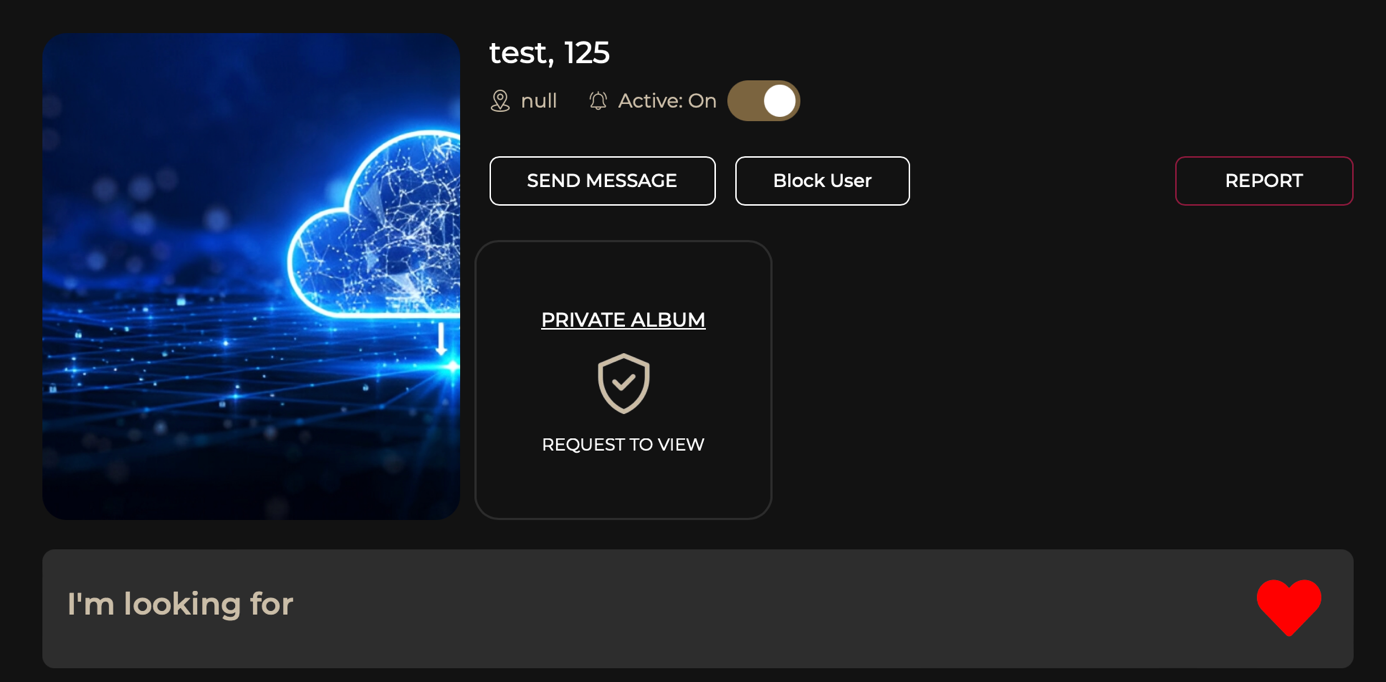 test, 125
null Active: On
SEND MESSAGE Block User REPORT
PRIVATE ALBUM
REQUEST TO VIEW
I'm looking for